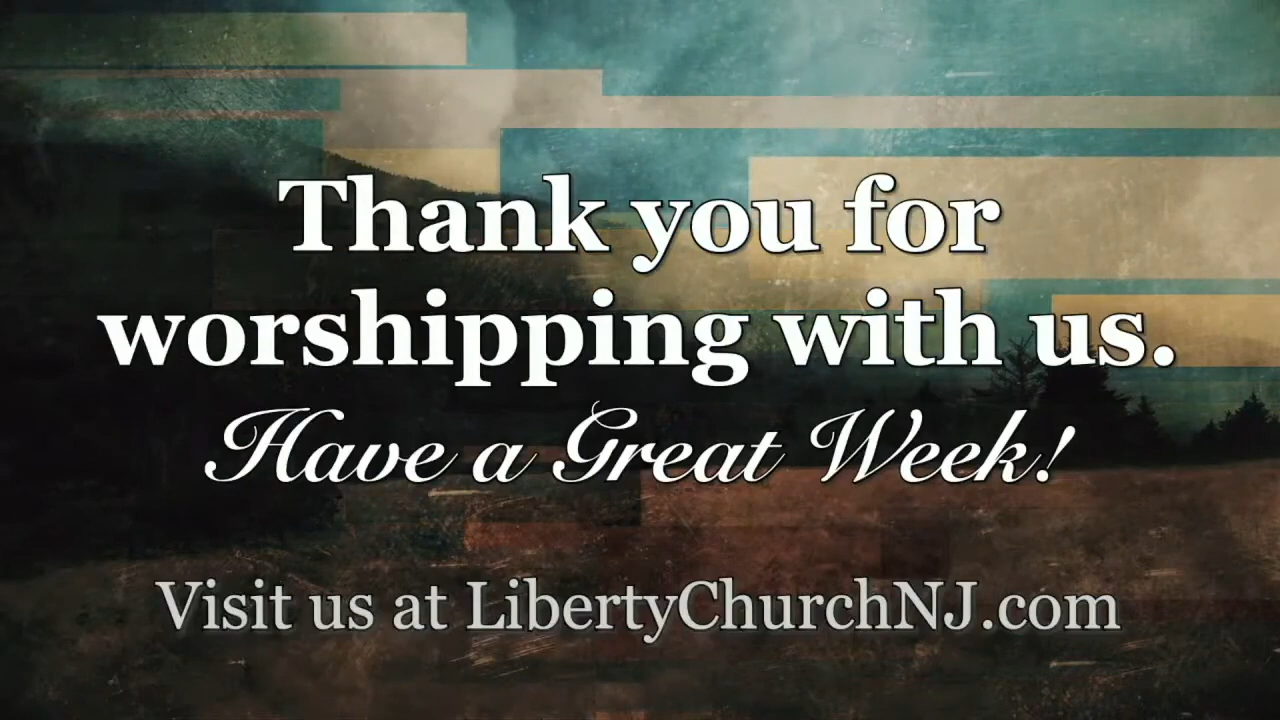 Thank you for
worshipping with us.
Have a Great Week!
Visit us at LibertyChurchNJ.com